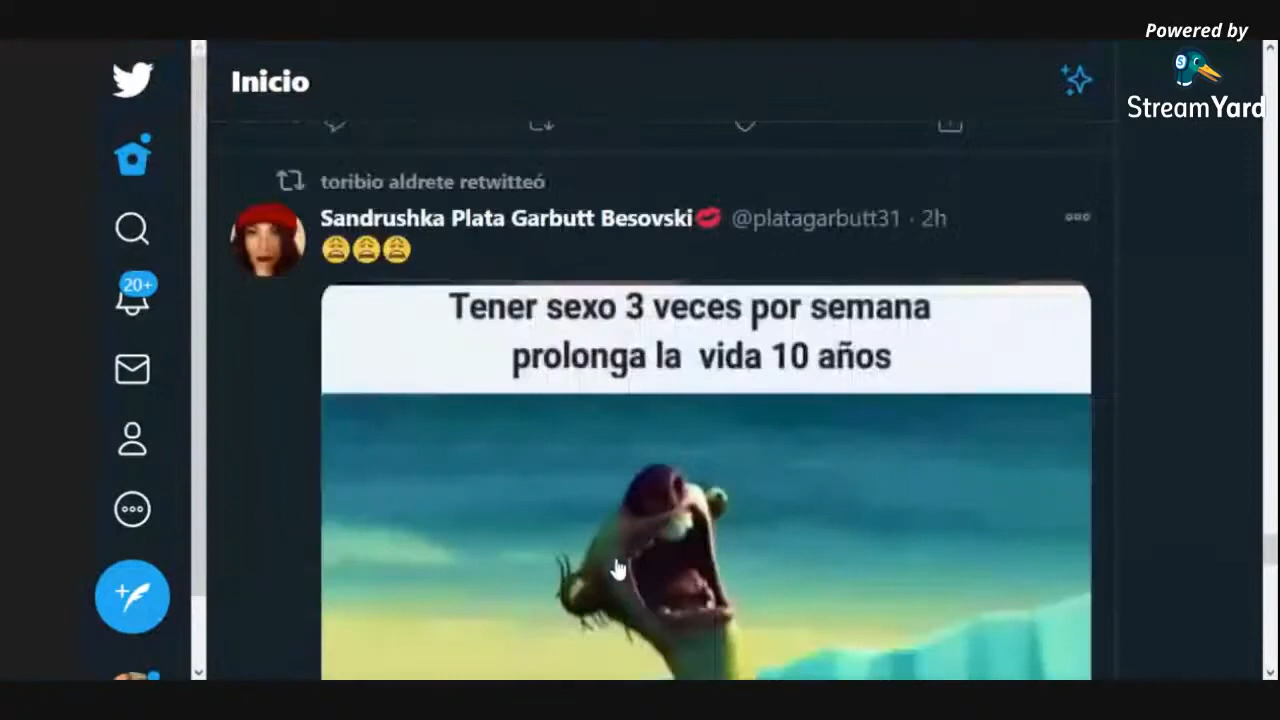 Powered by
StreamYard
Inicio
toribio aldrete retwitteó
Sandrushka Plata Garbutt Besovski💋 @platagarbutt31 · 2h
😩😩😩
20+
Tener sexo 3 veces por semana
prolonga la vida 10 años